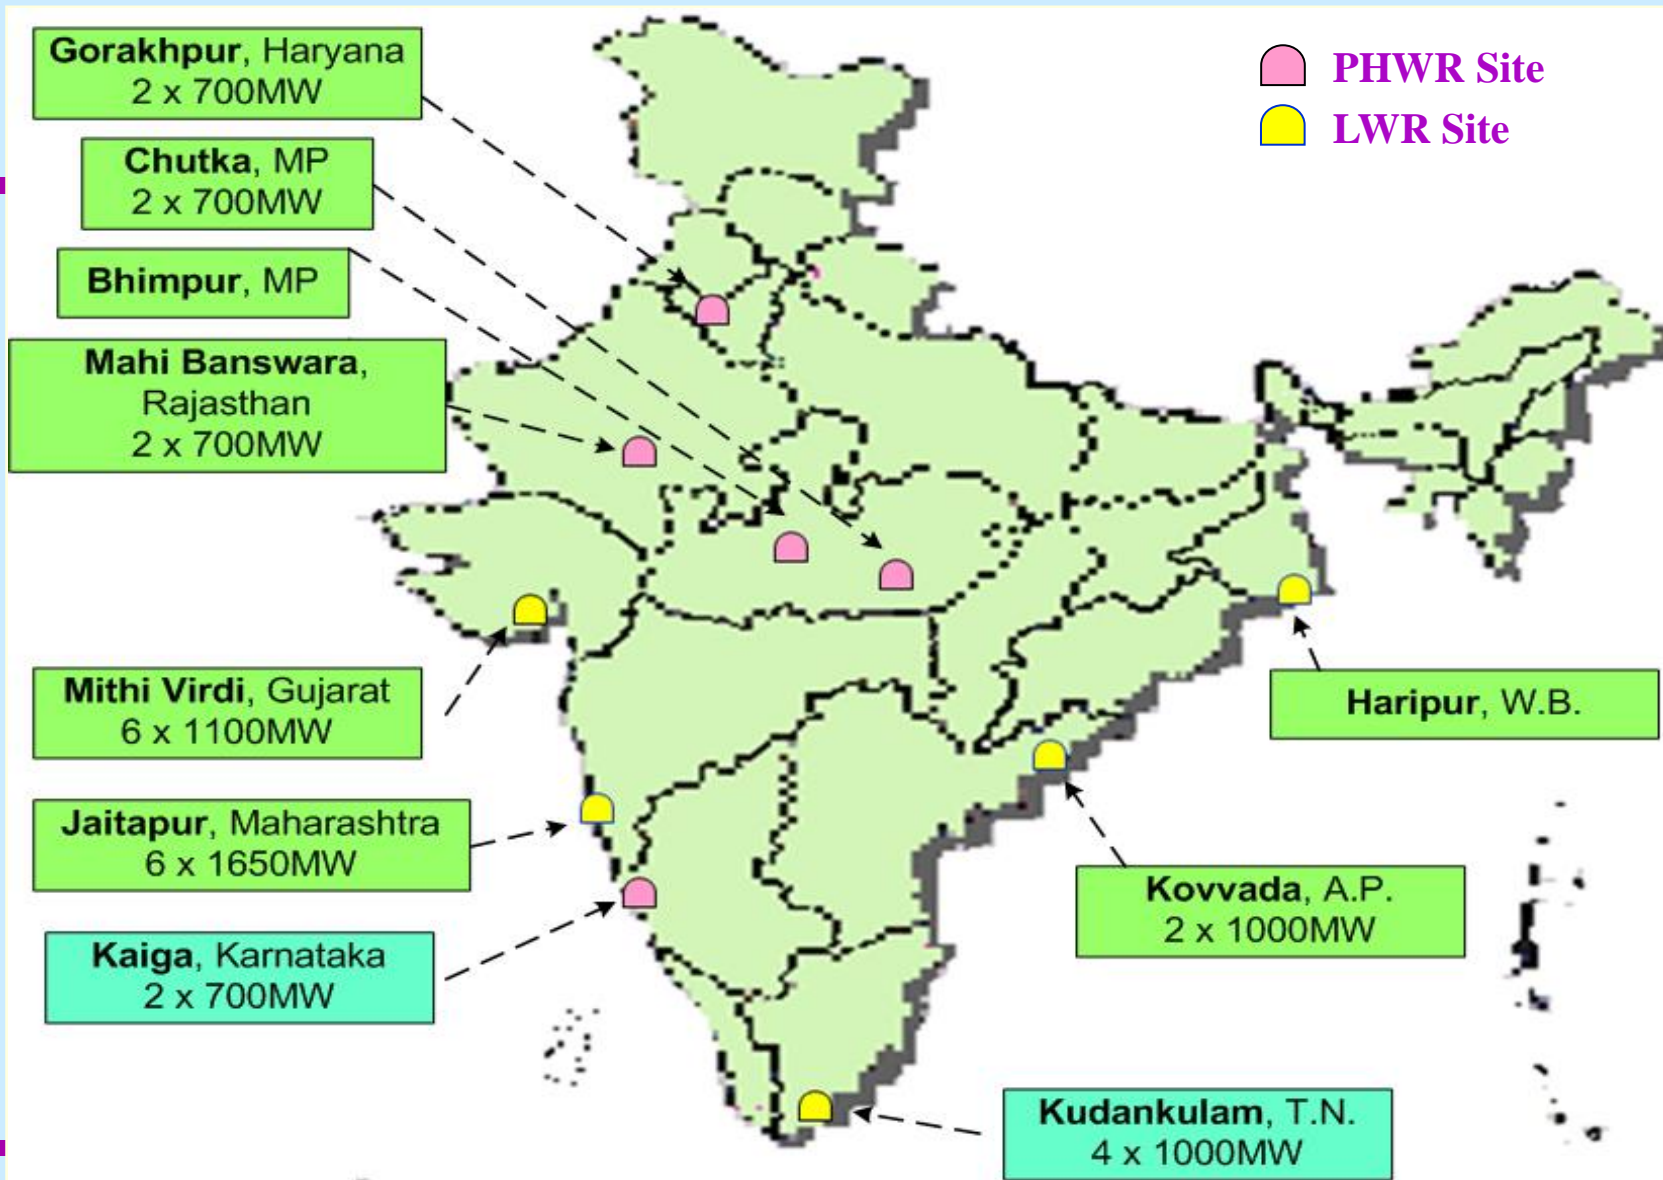 Gorakhpur, Haryana
2 x 700MW
Chutka, MP
2 x 700MW
Bhimpur, MP
Mahi Banswara,
Rajasthan
2 x 700MW
Mithi Virdi, Gujarat
6 x 1100MW
Jaitapur, Maharashtra
6 x 1650MW
Kaiga, Karnataka
2 x 700MW
PHWR Site
LWR Site
Haripur, W.B.
Kovvada, A.P.
2 x 1000MW
Kudankulam, T.N.
4 x 1000MW